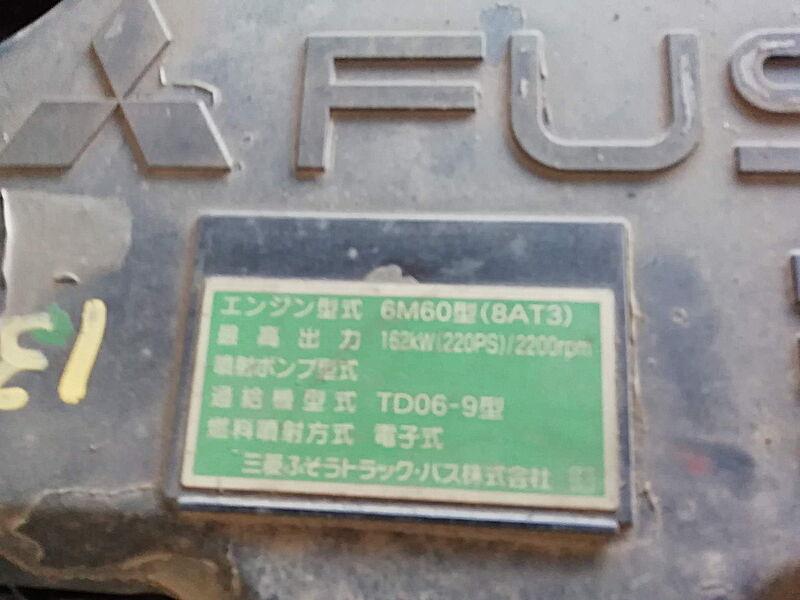 FUS
エンジン型式 6M60型(8AT3)
最高出力 162kW(220PS)/2200rpm
噴射ポンプ型式
過給機型式 TD06-9型
燃料噴射方式 電子式
三菱ふそうトラック・バス株式会社